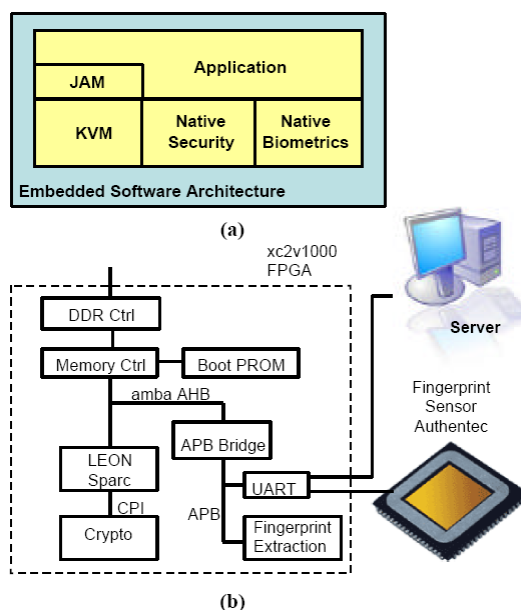 Application
JAM
KVM
Native
Security
Native
Biometrics
Embedded Software Architecture
(a)
xc2v1000
FPGA
DDR Ctrl
Memory Ctrl
Boot PROM
amba AHB
Server
APB Bridge
Fingerprint
Sensor
Authentec
LEON
Sparc
UART
CPI
APB
Crypto
Fingerprint
Extraction
(b)